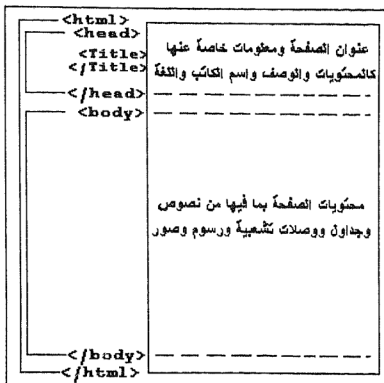 <html>
<head>
<Title>
</Title>
عنوان الصفحة ومعلومات خاصة عنها
كالمحتويات والوصف واسم الكاتب واللغة
</head>
<body>
محتويات الصفحة بما فيها من نصوص
وجداول ووصلات تشعبية ورسوم وصور
</body>
</html>